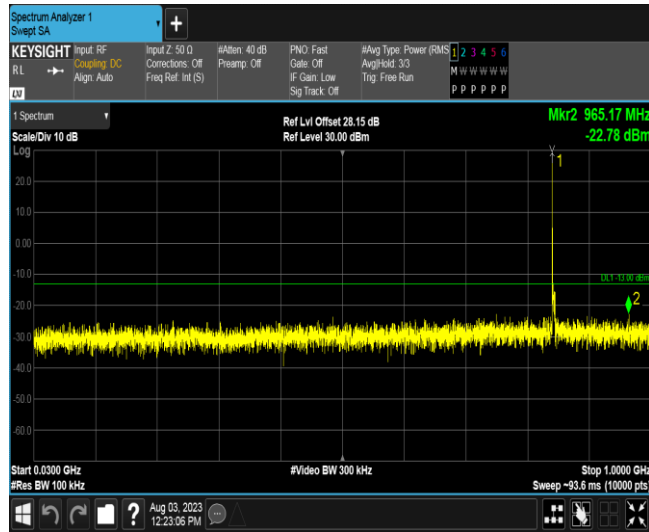 Spectrum Analyzer 1
Swept SA
+
KEYSIGHT
RL
LXI
Input: RF
Coupling: DC
Align: Auto
Input Z: 50 Ω
Corrections: Off
Freq Ref: Int (S)
#Atten: 40 dB
Preamp: Off
PNO: Fast
Gate: Off
IF Gain: Low
Sig Track: Off
#Avg Type: Power (RMS
Avg|Hold: 3/3
Trig: Free Run
1 2 3 4 5 6
M W W W W W
P P P P P P
1 Spectrum
Scale/Div 10 dB
Ref Lvl Offset 28.15 dB
Ref Level 30.00 dBm
Mkr2 965.17 MHz
-22.78 dBm
Log
1
20.0
10.0
0.00
-10.0
DL1 -13.00 dBm
-20.0
2
-30.0
-40.0
-50.0
-60.0
Start 0.0300 GHz
#Video BW 300 kHz
Stop 1.0000 GHz
#Res BW 100 kHz
Sweep ~93.6 ms (10000 pts)
?
Aug 03, 2023
12:23:06 PM